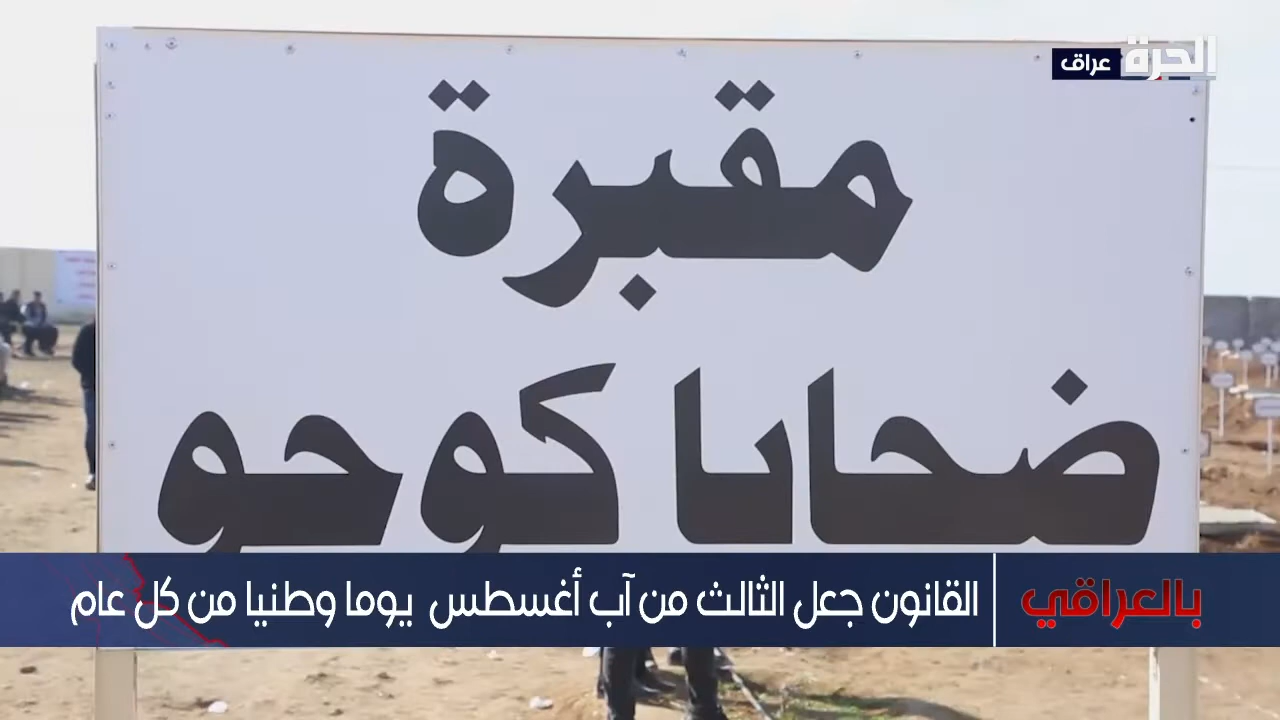 الحرة
عراق
مقبرة
ضحايا كوجو
بالعراقي
القانون جعل الثالث من آب أغسطس يوما وطنيا من كل عام